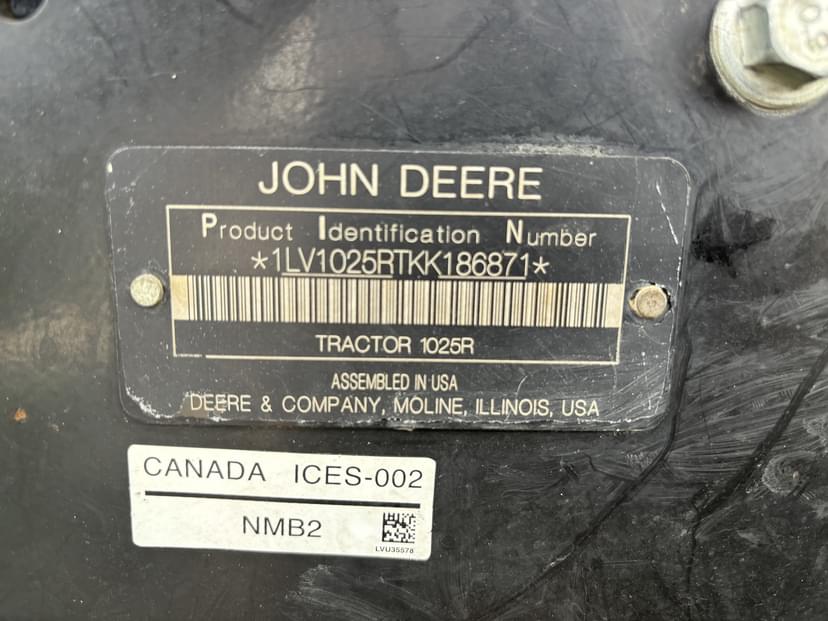 JOHN DEERE
Product Identification Number
*1LV1025RTKK186871*
TRACTOR 1025R
ASSEMBLED IN USA
DEERE & COMPANY, MOLINE, ILLINOIS, USA
CANADA ICES-002
NMB2
LVU35578